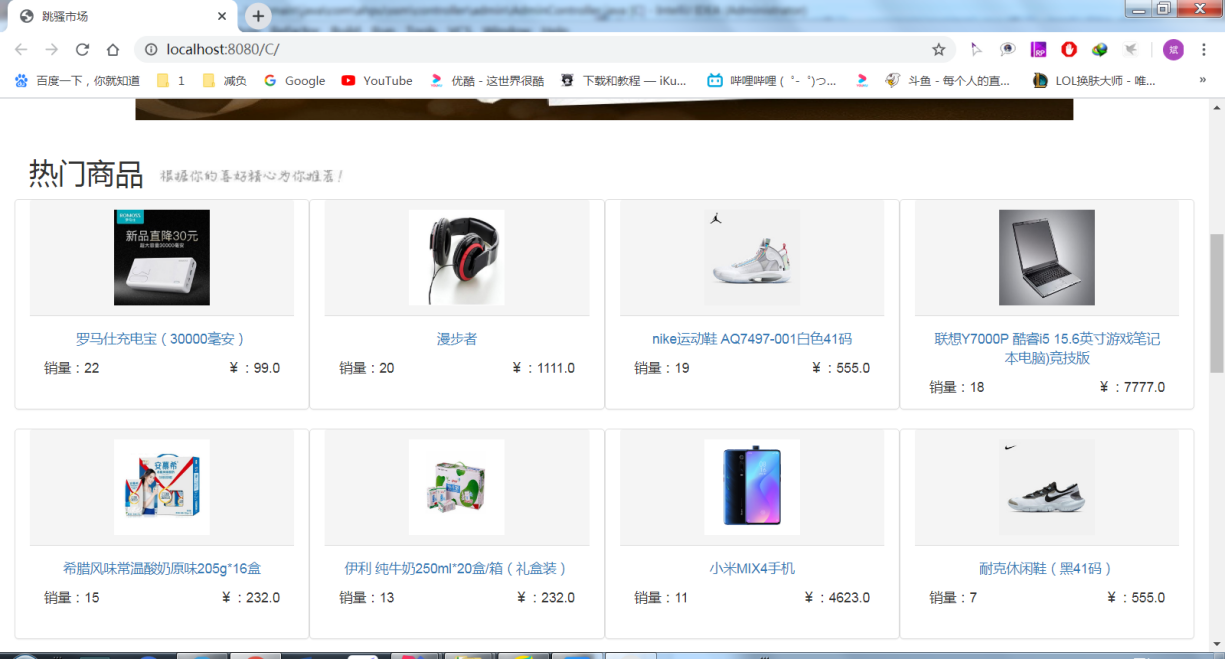 跳骚市场
localhost:8080/C/
百度一下，你就知道
1
减负
Google
YouTube
优酷 - 这世界很酷
下载和教程 — iKu...
哔哩哔哩 ( ゜- ゜)つ...
斗鱼 - 每个人的直...
LOL换肤大师 - 唯...
»
热门商品 根据你的喜好精心为你推荐！
ROMOSS
新品直降30元
罗马仕充电宝（30000毫安）
销量：22 ￥：99.0
漫步者
销量：20 ￥：1111.0
nike运动鞋 AQ7497-001白色41码
销量：19 ￥：555.0
联想Y7000P 酷睿i5 15.6英寸游戏笔记
本电脑)竞技版
销量：18 ￥：7777.0
安慕希
希腊风味常温酸奶原味205g*16盒
销量：15 ￥：232.0
伊利 纯牛奶250ml*20盒/箱（礼盒装）
销量：13 ￥：232.0
小米MIX4手机
销量：11 ￥：4623.0
耐克休闲鞋（黑41码）
销量：7 ￥：555.0